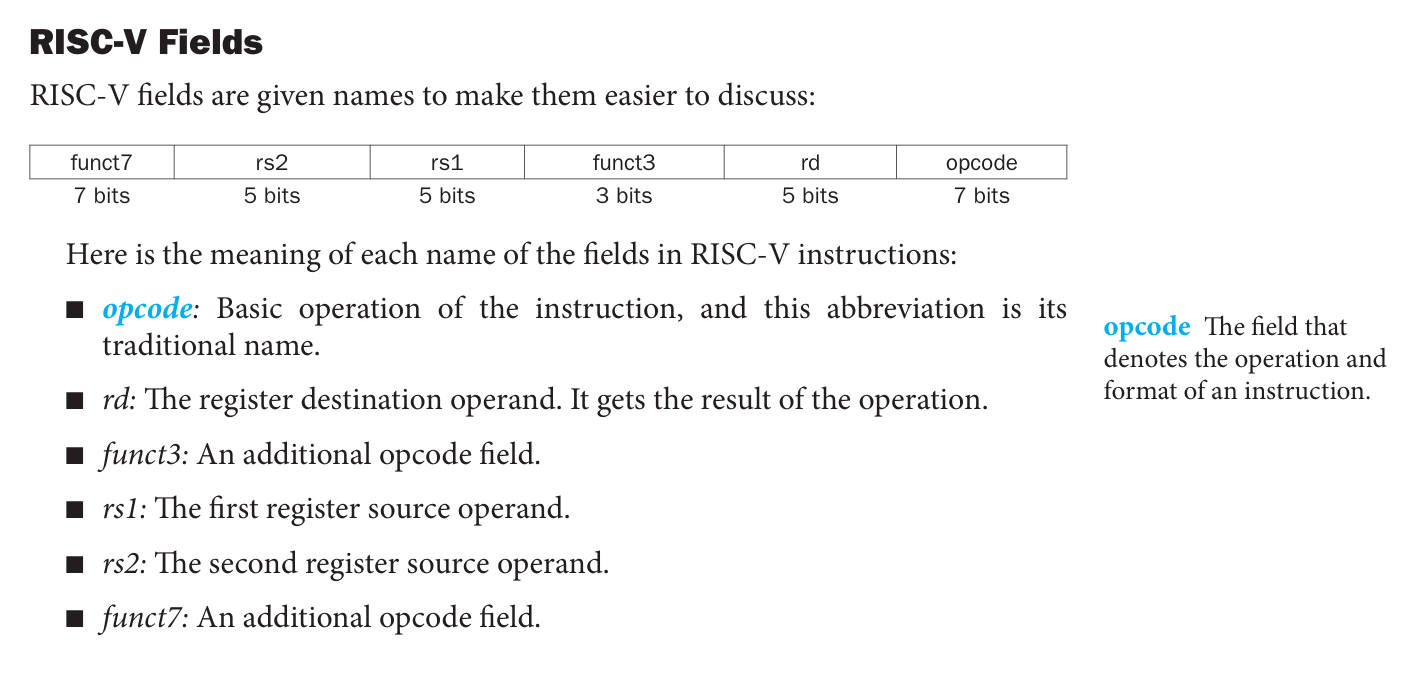 RISC-V Fields
RISC-V fields are given names to make them easier to discuss:
funct7 rs2 rs1 funct3 rd opcode
7 bits 5 bits 5 bits 3 bits 5 bits 7 bits
Here is the meaning of each name of the fields in RISC-V instructions:
■ opcode: Basic operation of the instruction, and this abbreviation is its
traditional name.
■ rd: The register destination operand. It gets the result of the operation.
■ funct3: An additional opcode field.
■ rs1: The first register source operand.
■ rs2: The second register source operand.
■ funct7: An additional opcode field.
opcode The field that
denotes the operation and
format of an instruction.